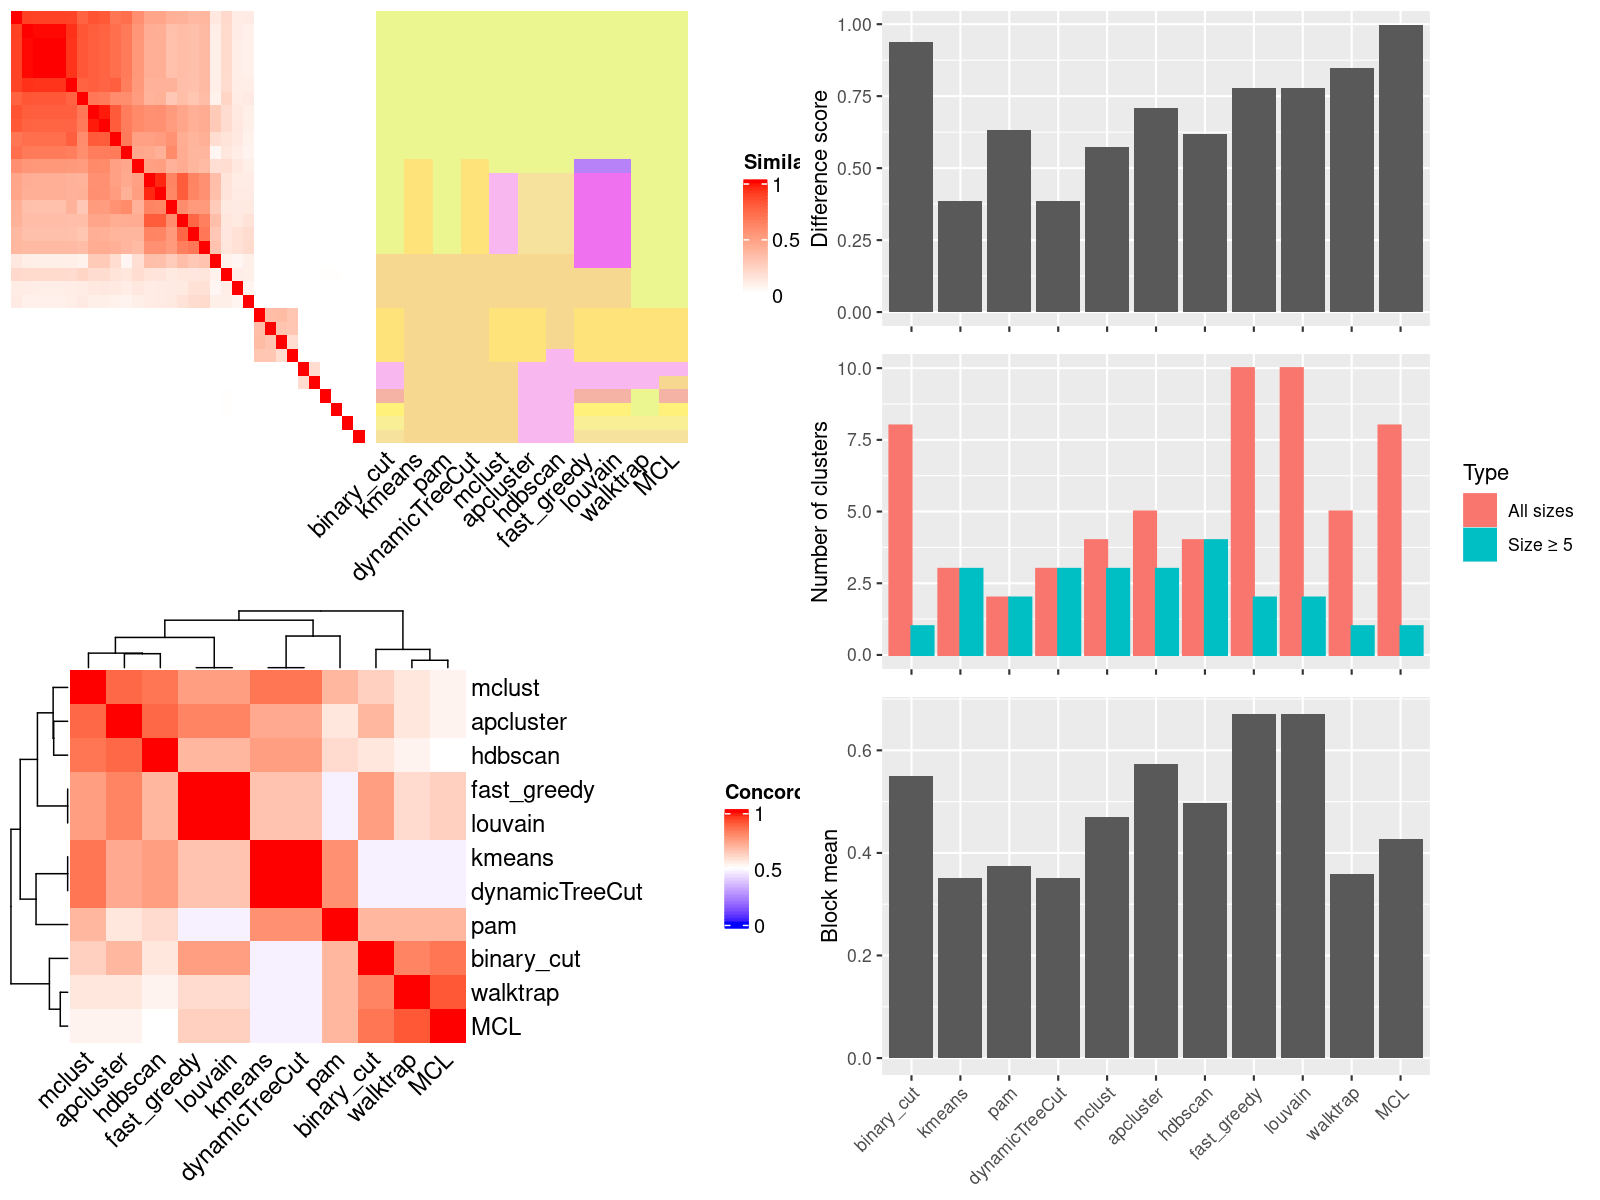 Simila
1
0.5
0
binary_cut
kmeans
pam
dynamicTreeCut
mclust
apcluster
hdbscan
fast_greedy
louvain
walktrap
MCL
Difference score
1.00
0.75
0.50
0.25
0.00
Number of clusters
10.0
7.5
5.0
2.5
0.0
Type
All sizes
Size ≥ 5
mclust
apcluster
hdbscan
fast_greedy
louvain
kmeans
dynamicTreeCut
pam
binary_cut
walktrap
MCL
mclust
apcluster
hdbscan
fast_greedy
louvain
kmeans
dynamicTreeCut
pam
binary_cut
walktrap
MCL
Concord
1
0.5
0
Block mean
0.6
0.4
0.2
0.0
binary_cut
kmeans
pam
dynamicTreeCut
mclust
apcluster
hdbscan
fast_greedy
louvain
walktrap
MCL